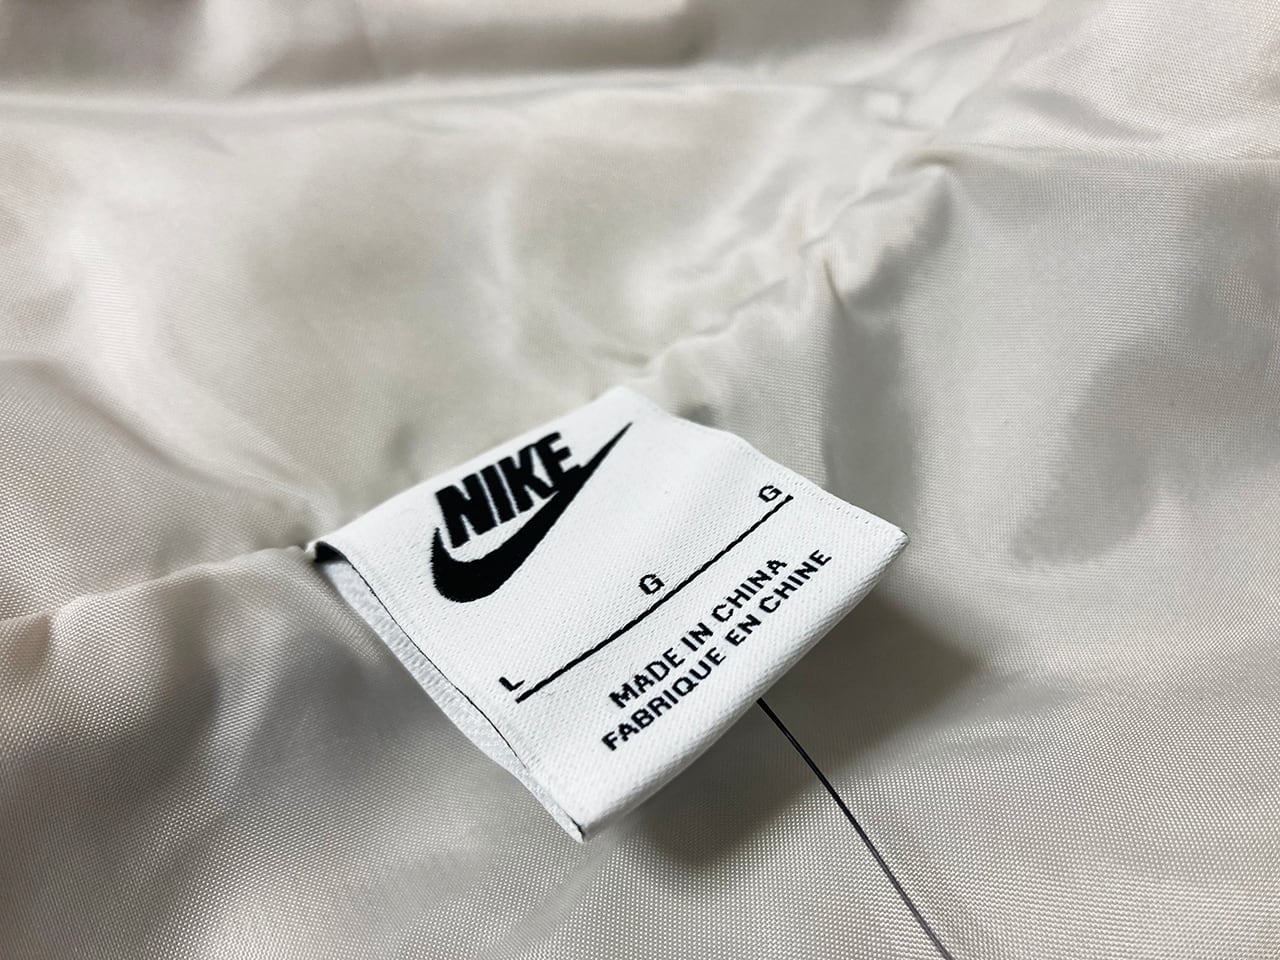 NIKE
L G G
MADE IN CHINA
FABRIQUE EN CHINE